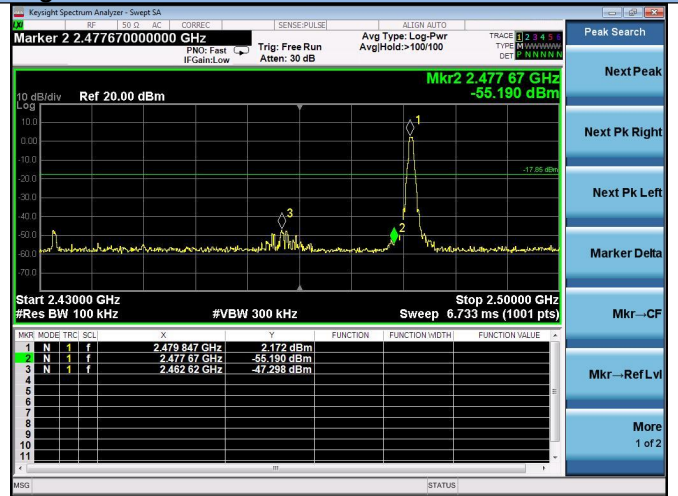 Keysight Spectrum Analyzer - Swept SA
LXI RF 50 Ω AC CORREC SENSE:PULSE ALIGN AUTO
Marker 2 2.477670000000 GHz
PNO: Fast
IFGain:Low
Trig: Free Run
Atten: 30 dB
Avg Type: Log-Pwr
Avg|Hold:>100/100
TRACE 1 2 3 4 5 6
TYPE M WWWWW
DET P NNNNN
Peak Search
Next Peak
Next Pk Right
Next Pk Left
Marker Delta
Mkr→CF
Mkr→RefLvl
More
1 of 2
Mkr2 2.477 67 GHz
-55.190 dBm
10 dB/div Ref 20.00 dBm
Log
10.0
0.00
-10.0
-20.0
-30.0
-40.0
-50.0
-60.0
-70.0
1
-17.85 dBm
3
2
Start 2.43000 GHz Stop 2.50000 GHz
#Res BW 100 kHz #VBW 300 kHz Sweep 6.733 ms (1001 pts)
MKR MODE TRC SCL X Y FUNCTION FUNCTION WIDTH FUNCTION VALUE
1 N 1 f 2.479 847 GHz 2.172 dBm
2 N 1 f 2.477 67 GHz -55.190 dBm
3 N 1 f 2.462 62 GHz -47.298 dBm
4
5
6
7
8
9
10
11
MSG STATUS